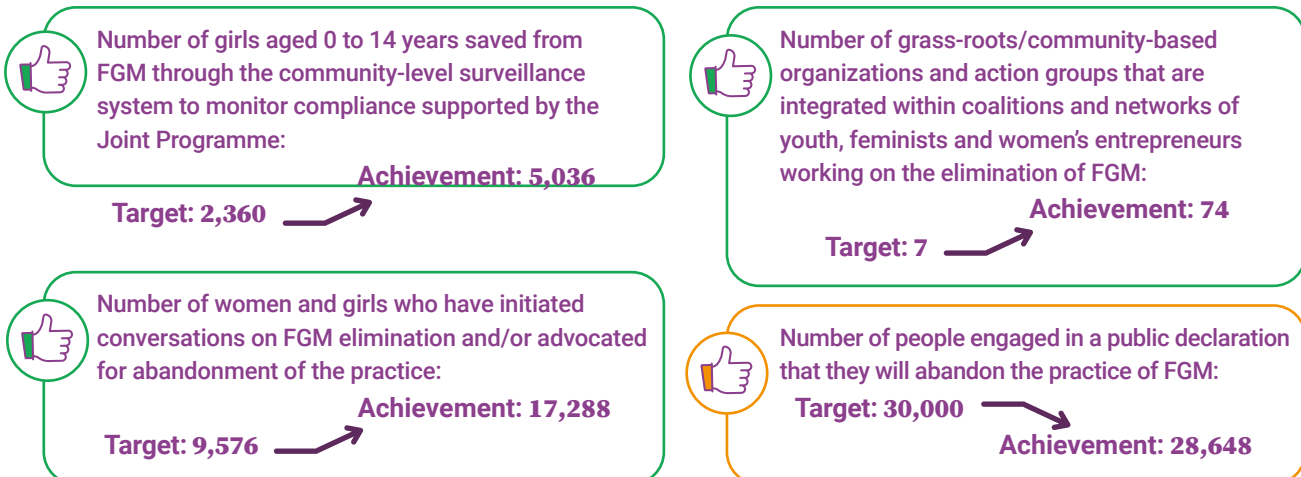 Number of girls aged 0 to 14 years saved from
FGM through the community-level surveillance
system to monitor compliance supported by the
Joint Programme:
Achievement: 5,036
Target: 2,360
Number of women and girls who have initiated
conversations on FGM elimination and/or advocated
for abandonment of the practice:
Achievement: 17,288
Target: 9,576
Number of grass-roots/community-based
organizations and action groups that are
integrated within coalitions and networks of
youth, feminists and women’s entrepreneurs
working on the elimination of FGM:
Achievement: 74
Target: 7
Number of people engaged in a public declaration
that they will abandon the practice of FGM:
Target: 30,000
Achievement: 28,648